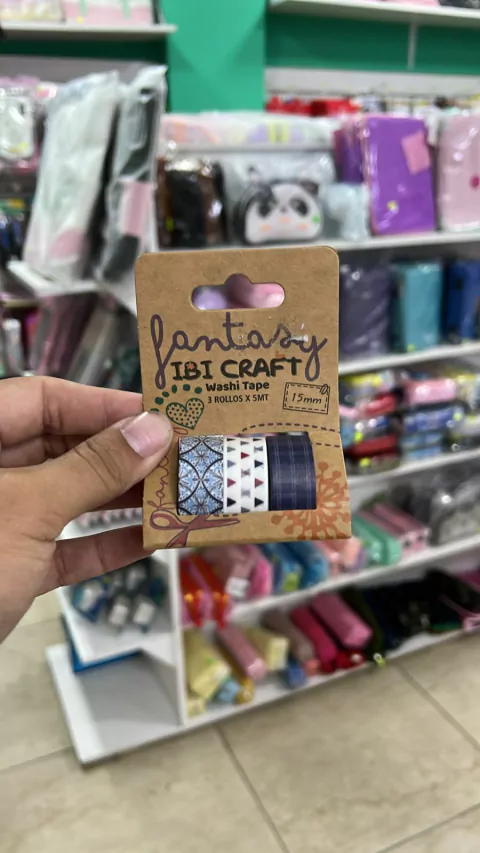 fantasy
IBI CRAFT
Washi Tape
3 ROLLOS X 5MT
15mm